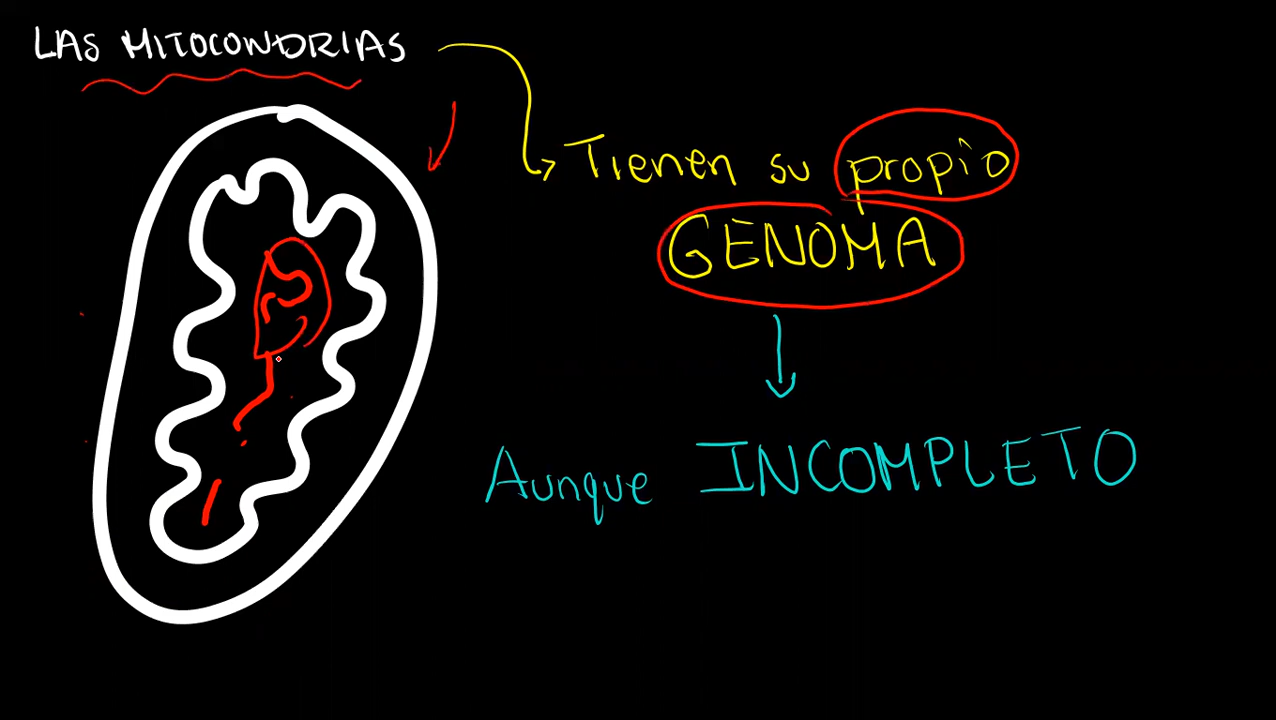 LAS MITOCONDRIAS
Tienen su propio
GENOMA
Aunque INCOMPLETO